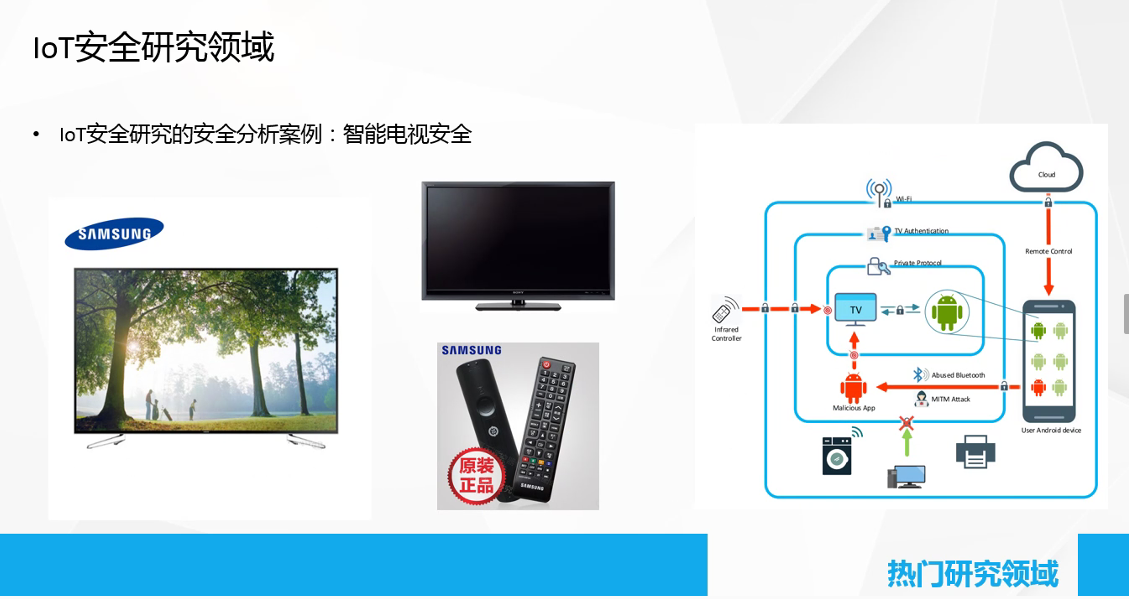 IoT安全研究领域
• IoT安全研究的安全分析案例：智能电视安全
SAMSUNG
SONY
SAMSUNG
原装
正品
SAMSUNG
Cloud
Wi-Fi
TV Authentication
Remote Control
Private Protocol
TV
Infrared
Controller
Abused Bluetooth
MITM Attack
Malicious App
User Android device
热门研究领域